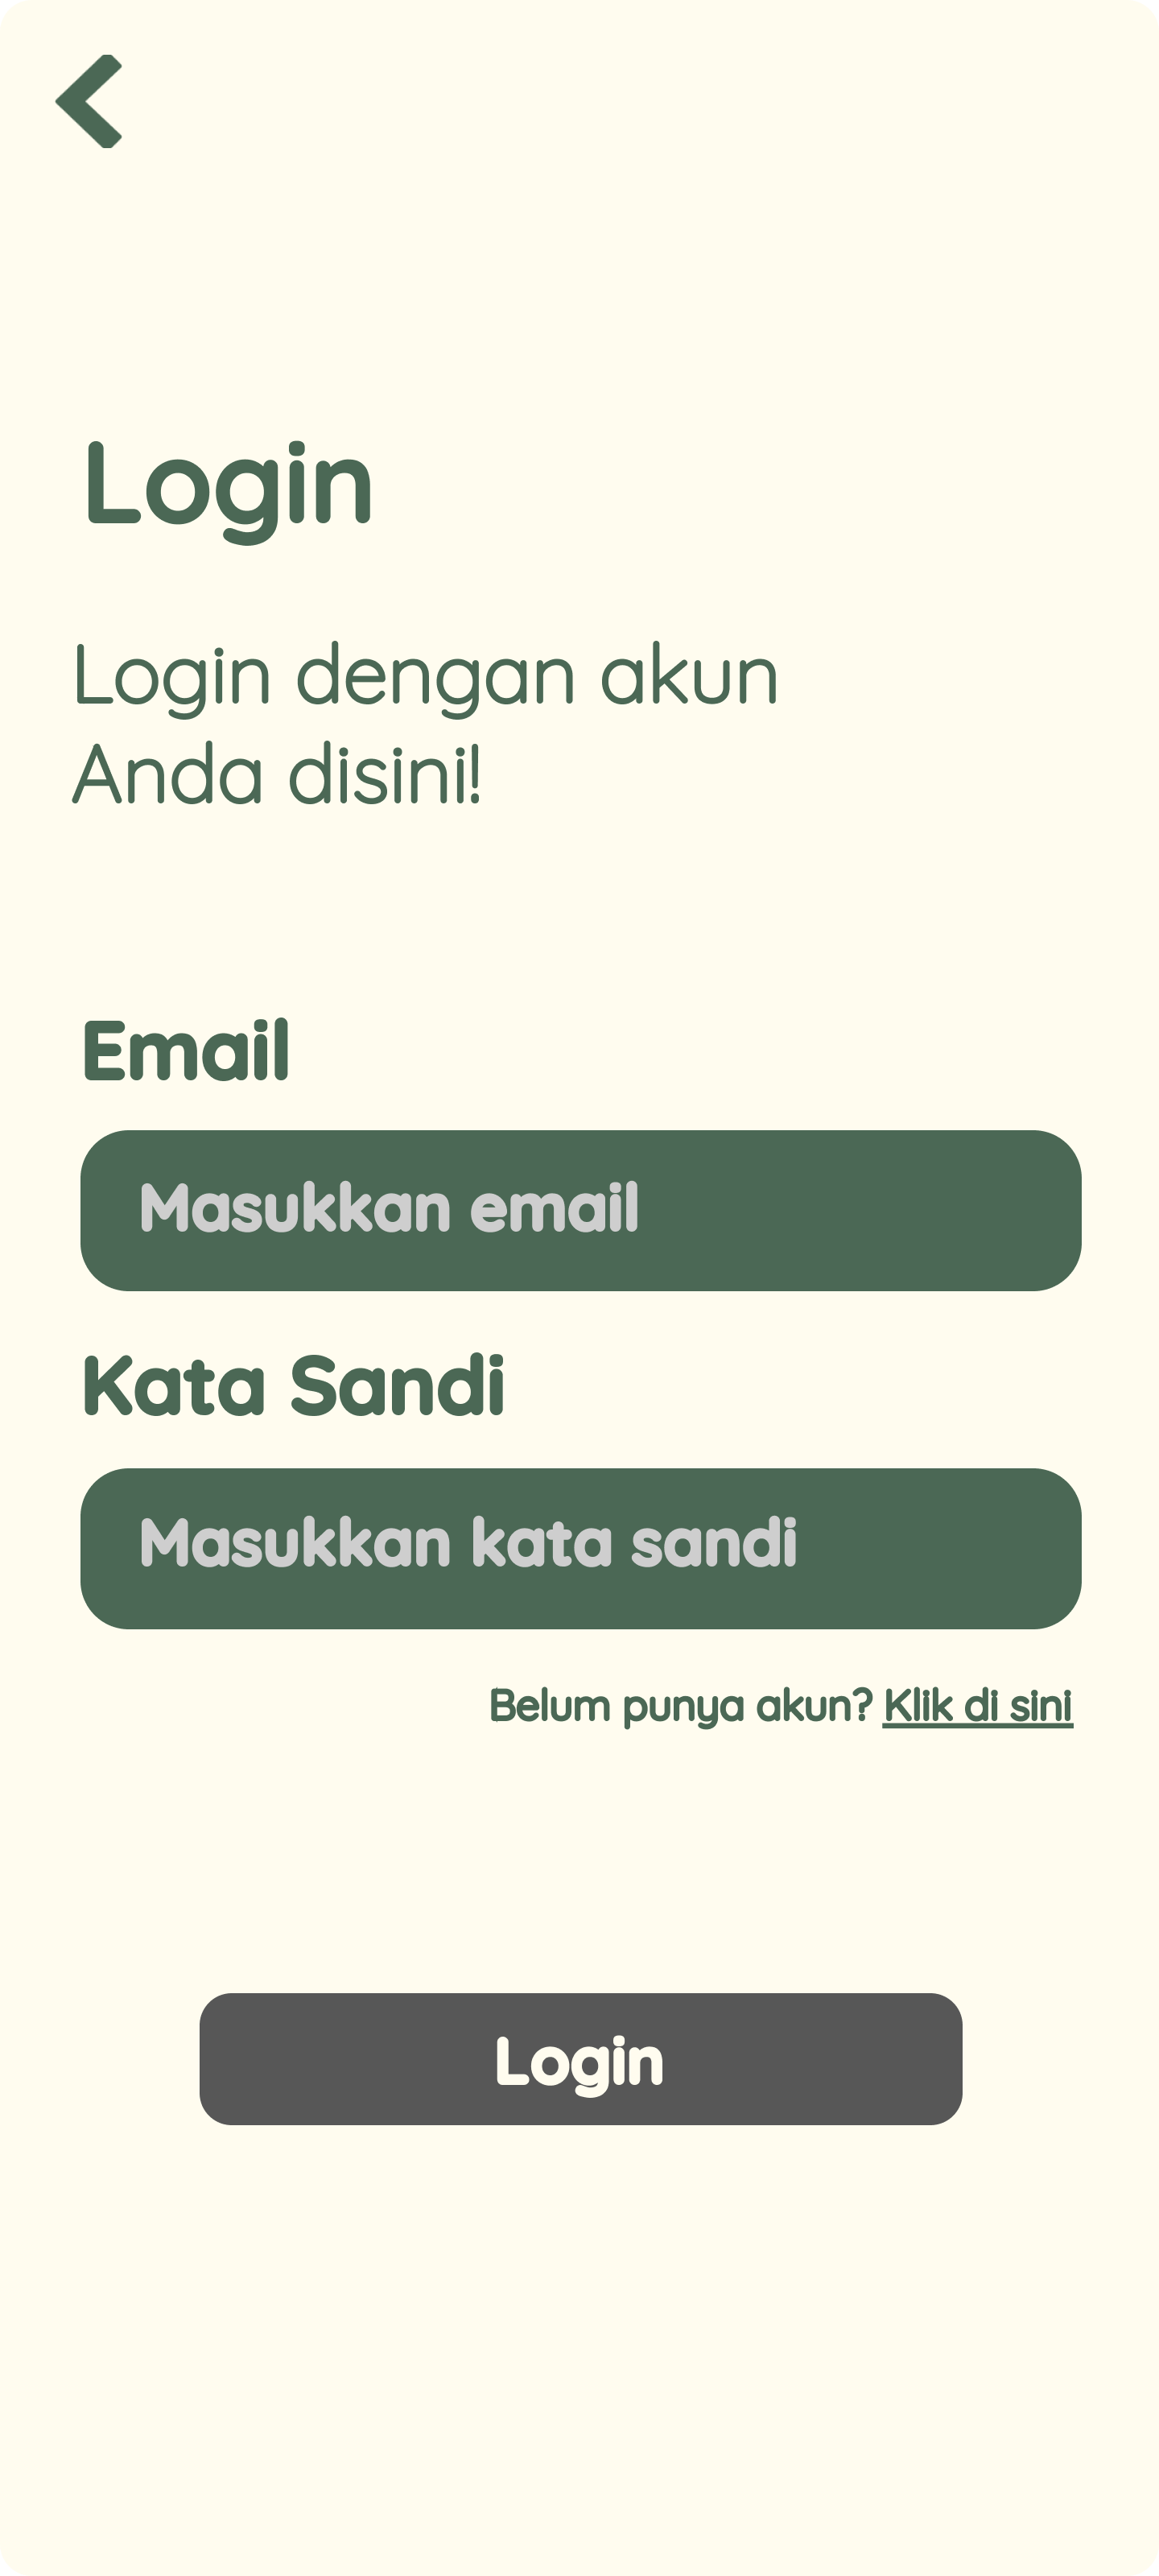 Login
Login dengan akun
Anda disini!
Email
Masukkan email
Kata Sandi
Masukkan kata sandi
Belum punya akun? Klik di sini
Login